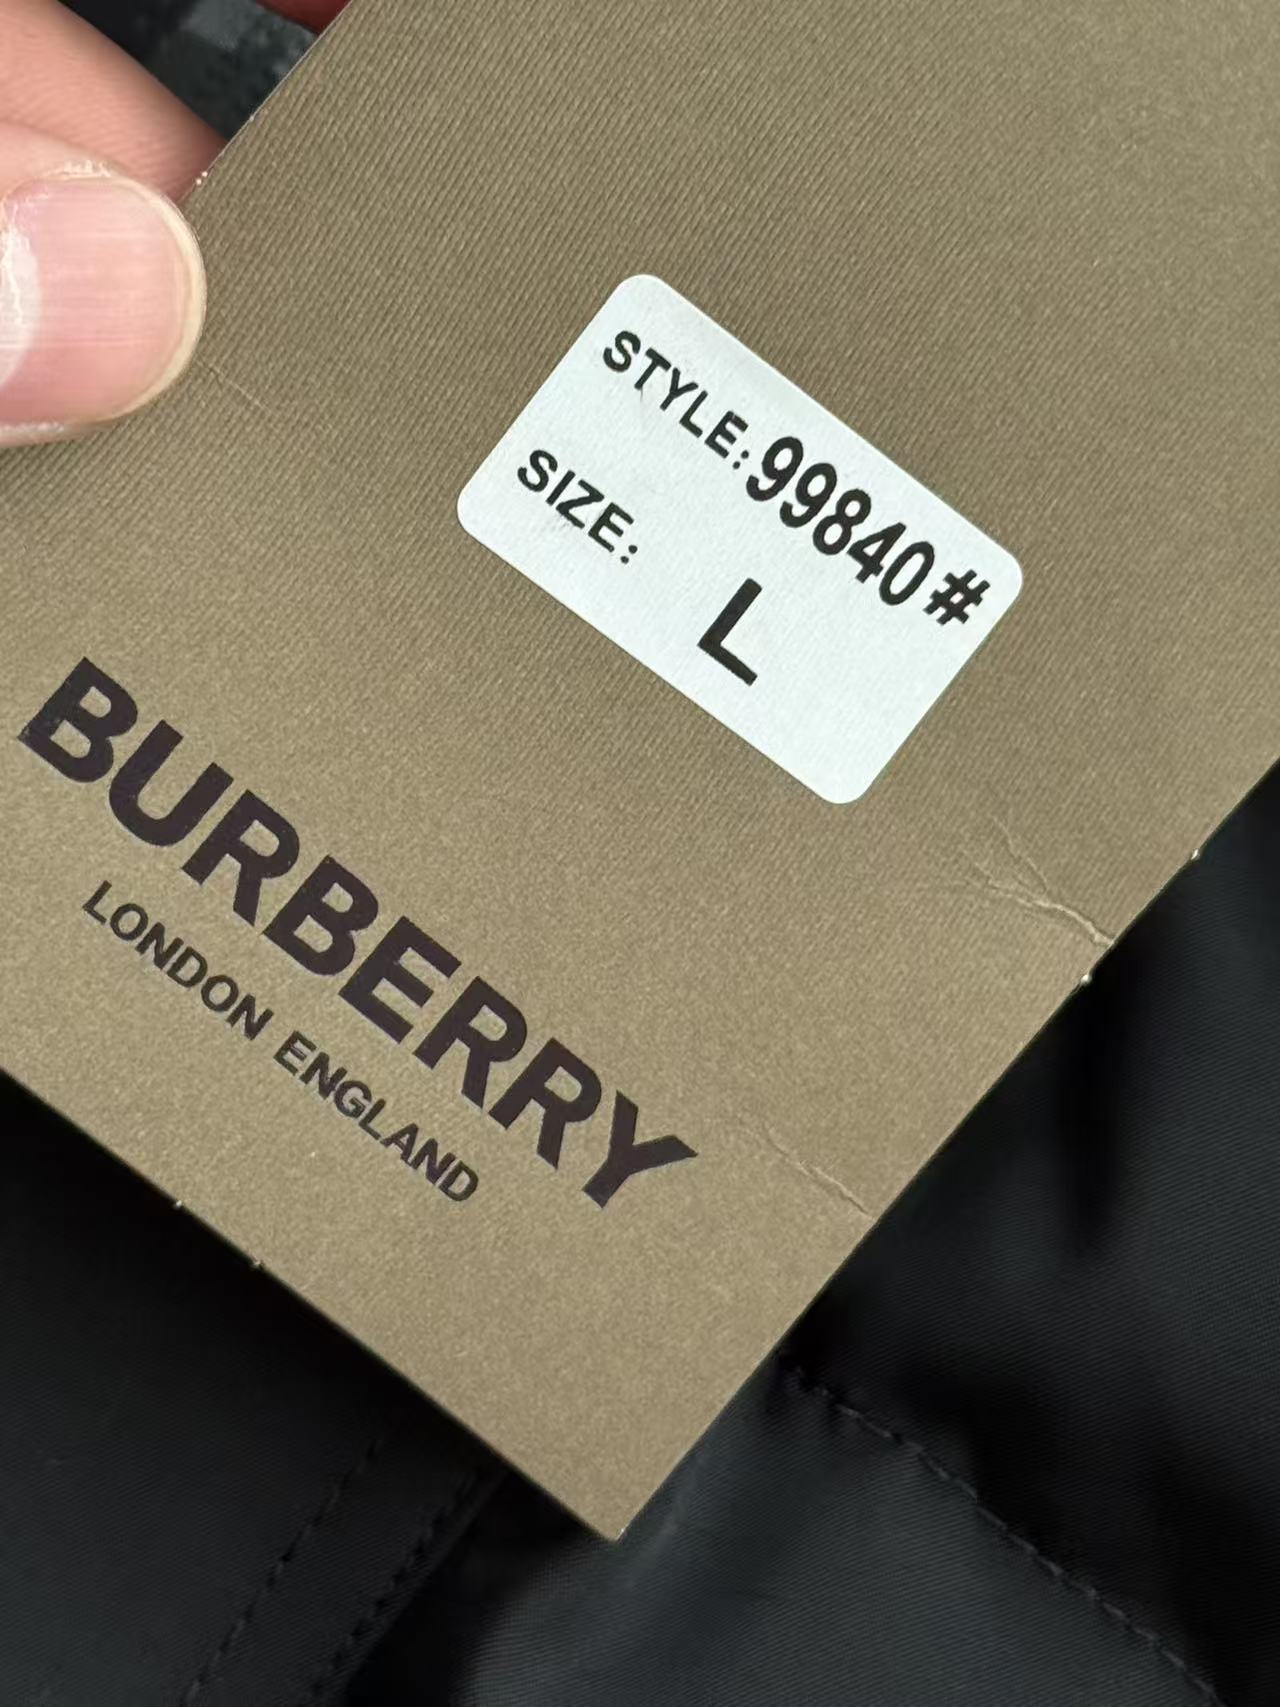 STYLE: 99840#
SIZE: L
BURBERRY
LONDON ENGLAND